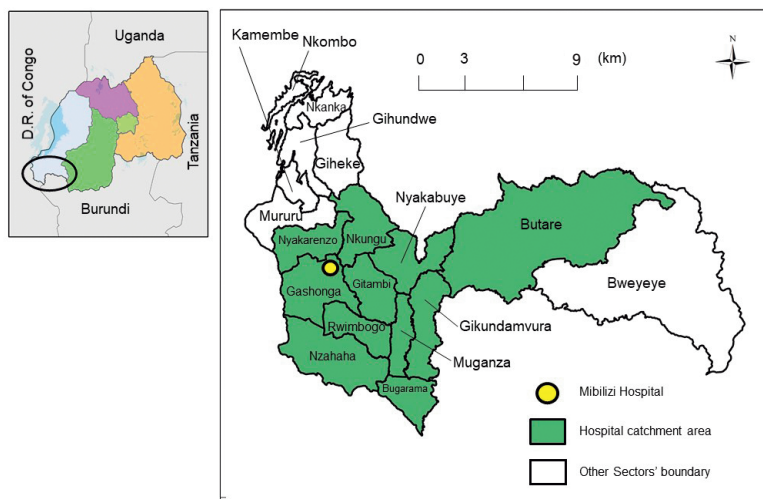 Uganda
D.R. of Congo
Tanzania
Burundi
Nkombo
Kamembe
0 3 9 (km)
N
Nkanka
Gihundwe
Giheke
Nyakabuye
Mururu
Butare
Nyakarenzo
Nkungu
Bweyeye
Gashonga
Gitambi
Gikundamvura
Rwimbogo
Muganza
Nzahaha
Bugarama
Mibilizi Hospital
Hospital catchment area
Other Sectors' boundary